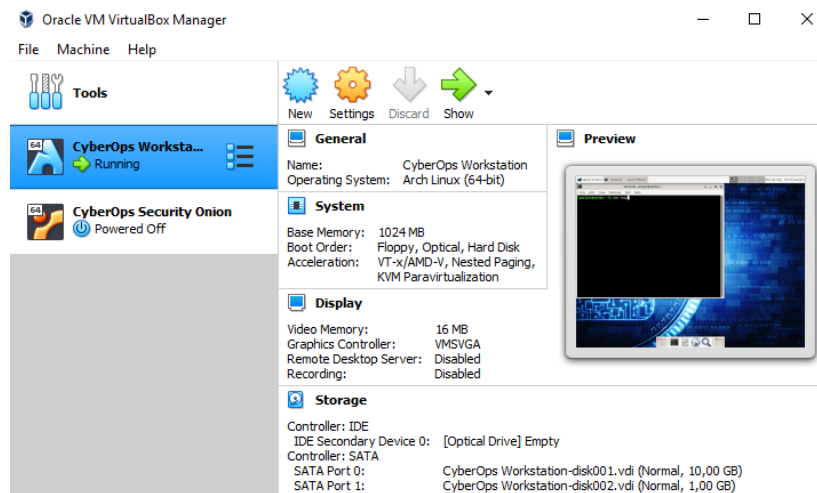 Oracle VM VirtualBox Manager
File Machine Help
Tools
New Settings Discard Show
64
CyberOps Worksta...
Running
64
CyberOps Security Onion
Powered Off
General
Name: CyberOps Workstation
Operating System: Arch Linux (64-bit)
System
Base Memory: 1024 MB
Boot Order: Floppy, Optical, Hard Disk
Acceleration: VT-x/AMD-V, Nested Paging,
KVM Paravirtualization
Display
Video Memory: 16 MB
Graphics Controller: VMSVGA
Remote Desktop Server: Disabled
Recording: Disabled
Storage
Controller: IDE
IDE Secondary Device 0: [Optical Drive] Empty
Controller: SATA
SATA Port 0: CyberOps Workstation-disk001.vdi (Normal, 10,00 GB)
SATA Port 1: CyberOps Workstation-disk002.vdi (Normal, 1,00 GB)
Preview